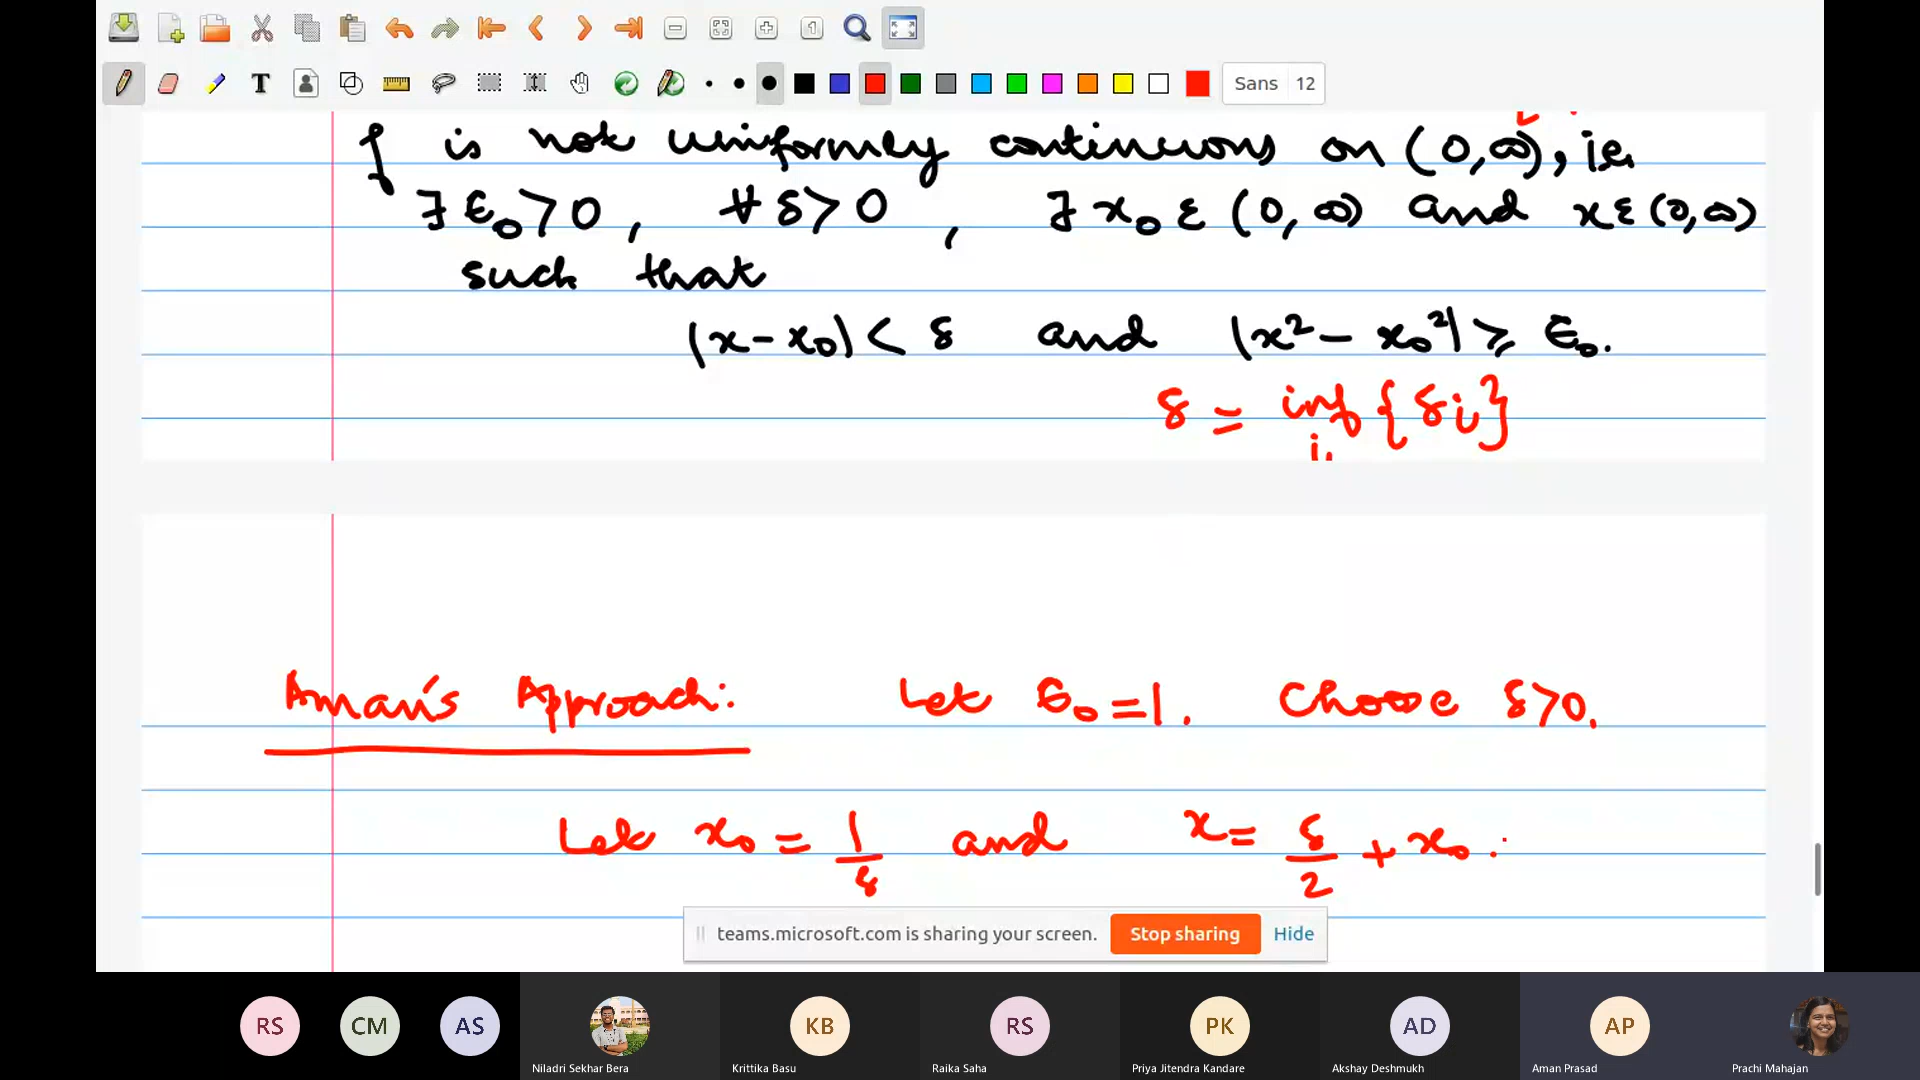 Sans 12
f is not uniformly continuous on (0,∞), i.e.
∃ ε₀>0, ∀ δ>0, ∃ x₀ ε (0,∞) and x ε (0,∞)
such that
|x-x₀| < δ and |x²- x₀²| ≥ ε₀.
δ = inf {δi}
i
Aman's Approach: Let ε₀=1. Choose δ>0.
Let x₀ = 1/δ and x = δ/2 + x₀.
teams.microsoft.com is sharing your screen. Stop sharing Hide
RS CM AS KB RS PK AD AP
Niladri Sekhar Bera Krittika Basu Raika Saha Priya Jitendra Kandare Akshay Deshmukh Aman Prasad Prachi Mahajan